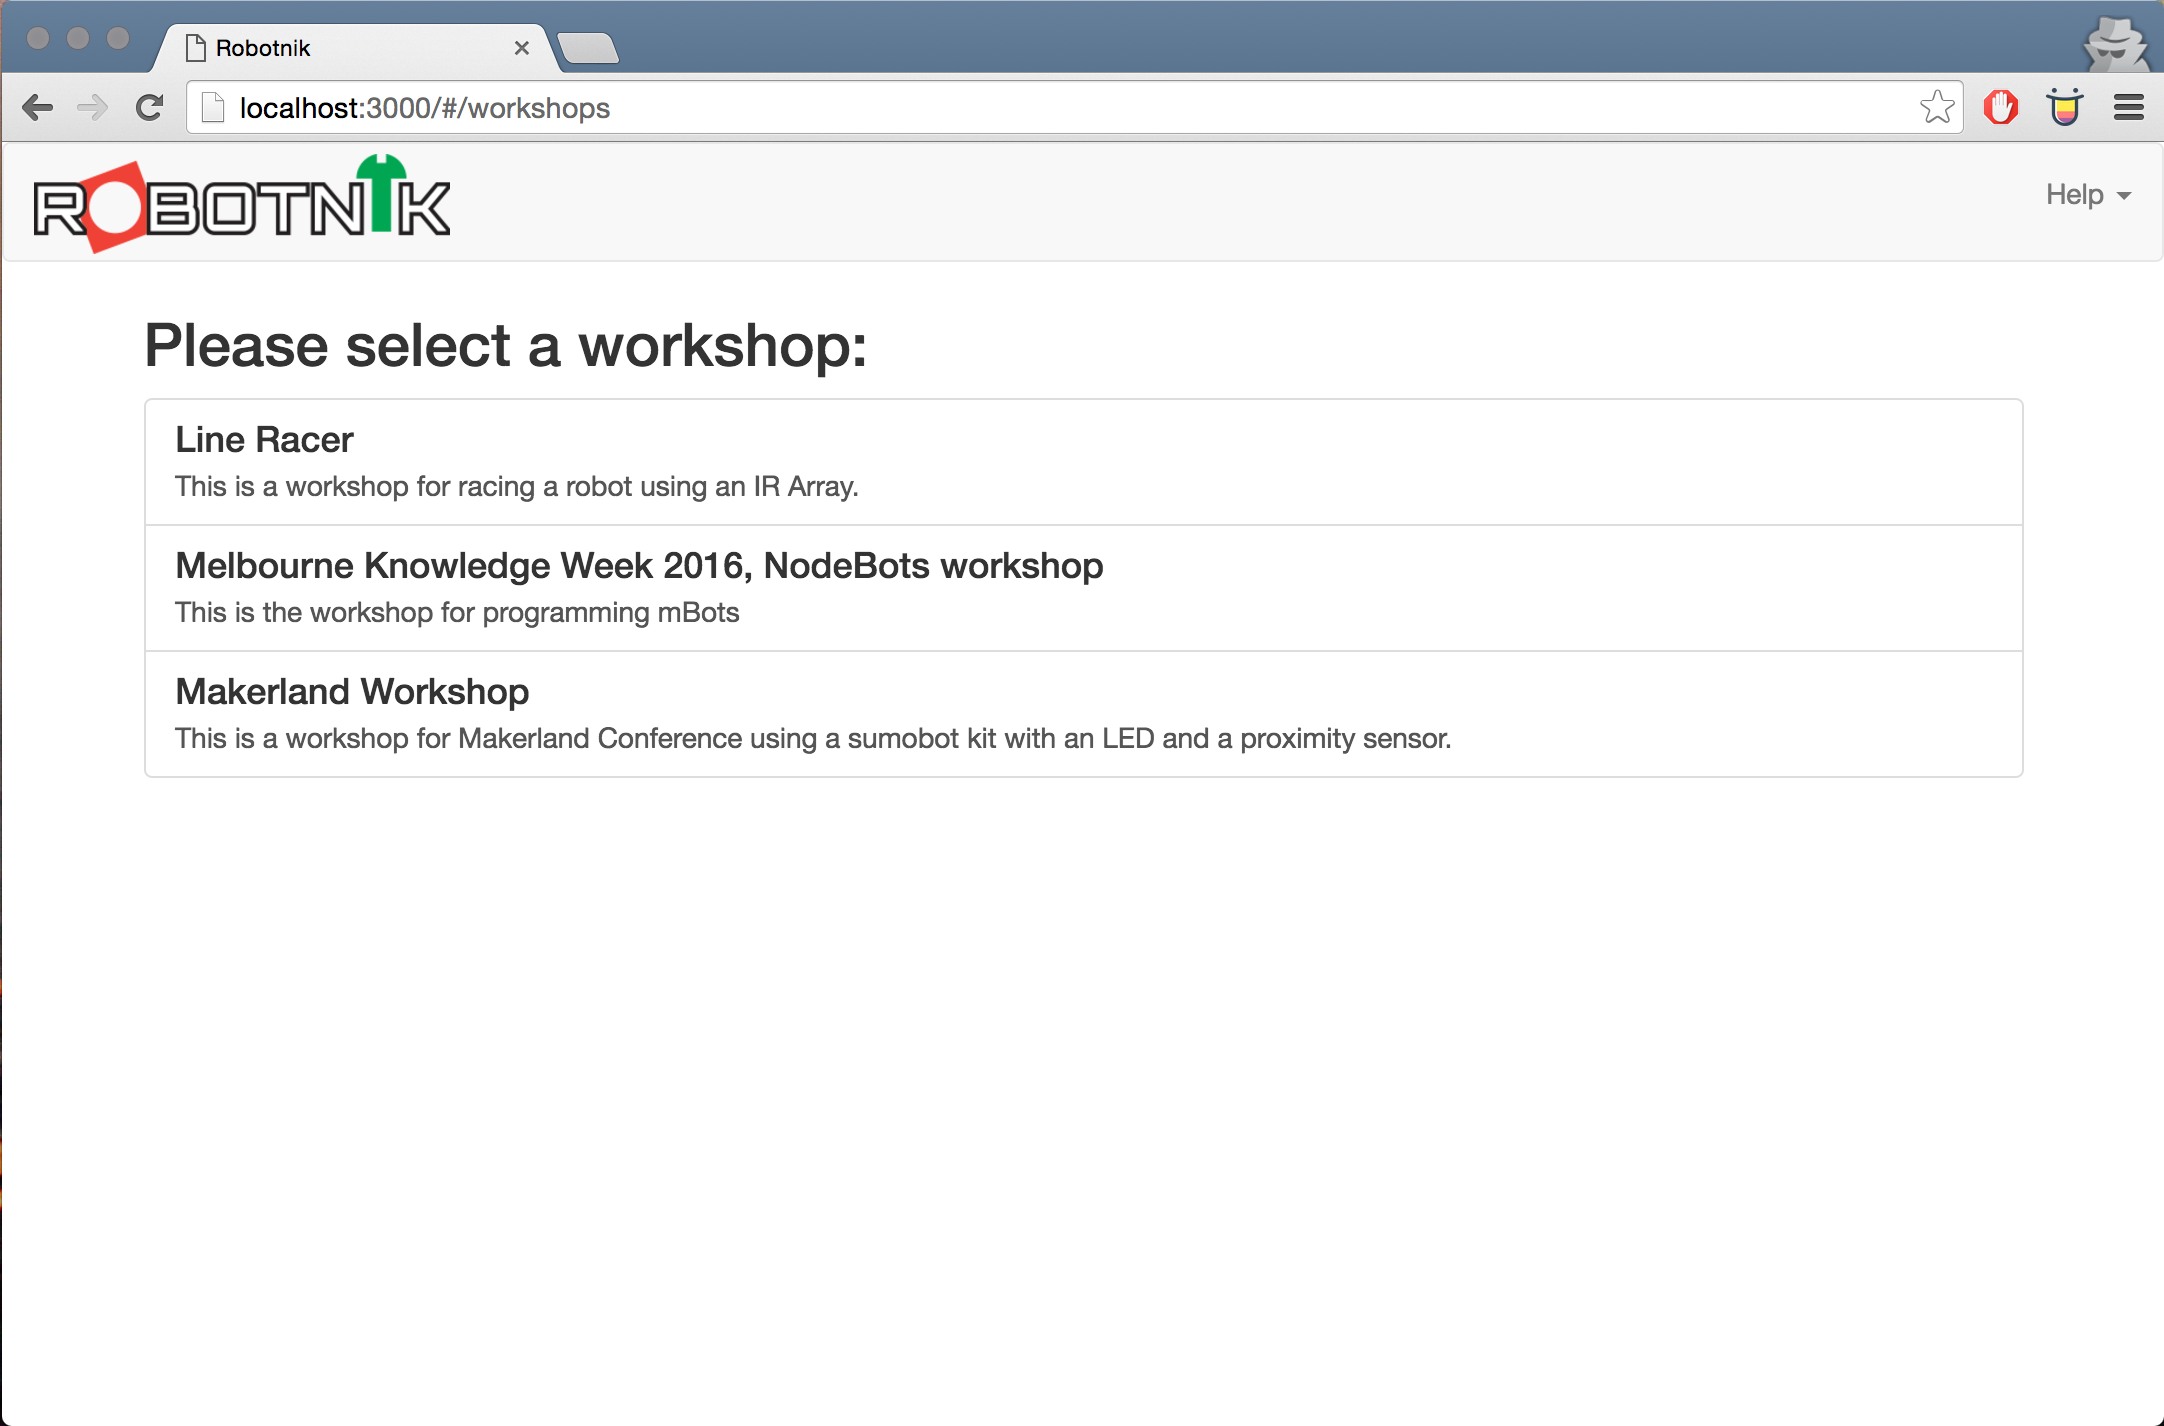 Robotnik
localhost:3000/#/workshops
ROBOTNIK
Help
Please select a workshop:
Line Racer
This is a workshop for racing a robot using an IR Array.
Melbourne Knowledge Week 2016, NodeBots workshop
This is the workshop for programming mBots
Makerland Workshop
This is a workshop for Makerland Conference using a sumobot kit with an LED and a proximity sensor.